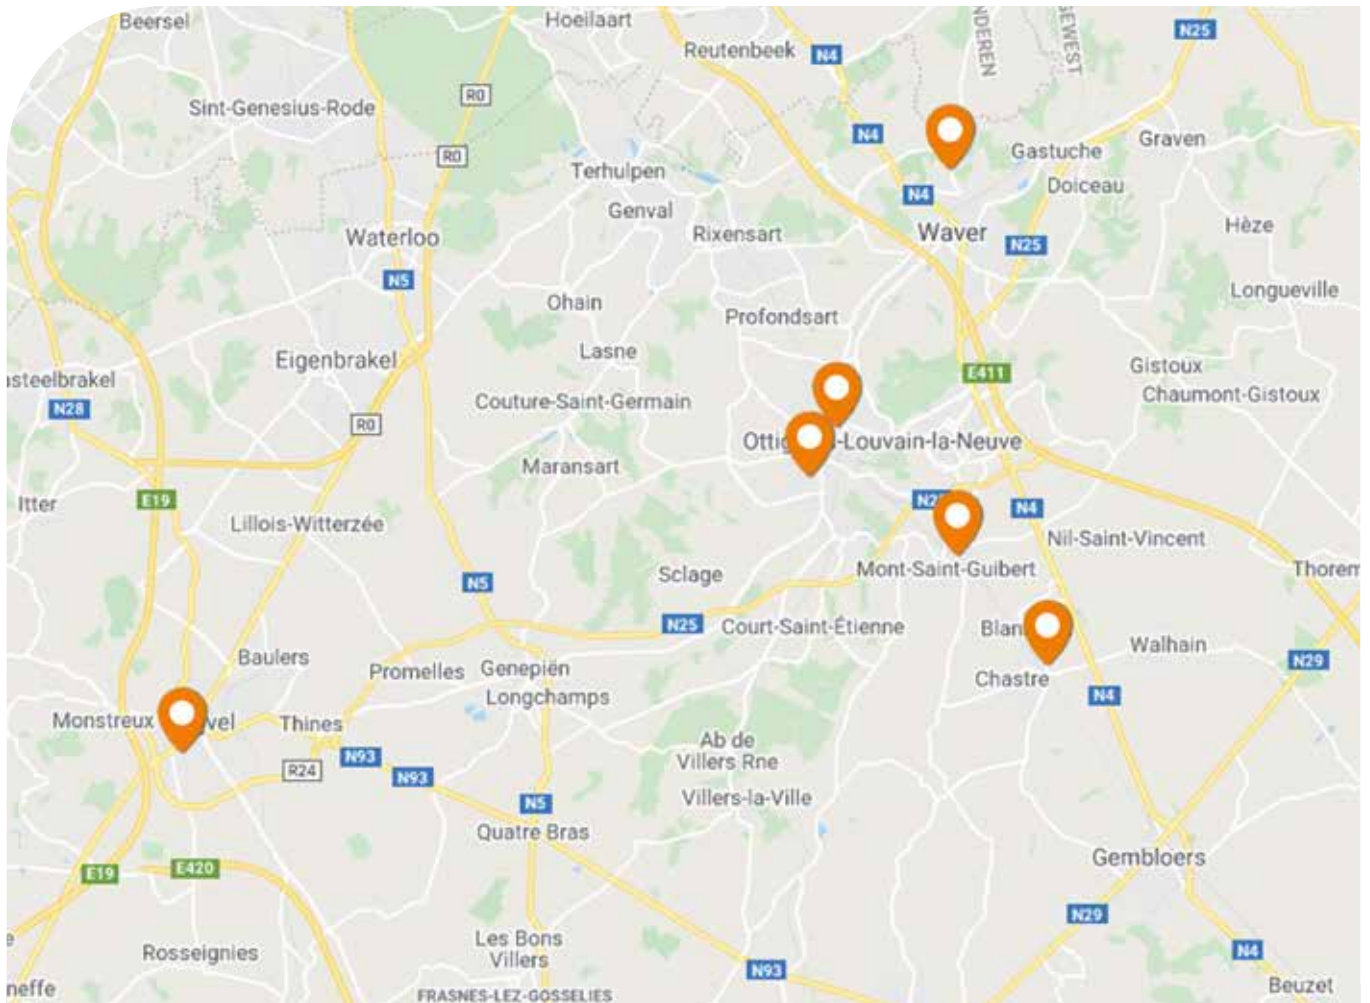 Beersel
Hoeilaart
N25
Reutenbeek
N4
NDEREN
GEWEST
R0
Sint-Genesius-Rode
N4
Graven
R0
Gastuche
Terhulpen
Doiceau
N4
Genval
Hèze
Waterloo
Rixensart
Waver
N25
N5
Longueville
Ohain
Profondsart
Lasne
Eigenbrakel
Gistoux
E411
asteelbrakel
Chaumont-Gistoux
N28
Couture-Saint-Germain
R0
-Louvain-la-Neuve
Maransart
E19
Itter
N4
Lillois-Witterzée
Nil-Saint-Vincent
Mont-Saint-Guibert
Thorem
Sclage
N5
N25
Court-Saint-Étienne
Blan
Walhain
Baulers
N29
Promelles
Genepiën
Chastre
Longchamps
N4
Monstreux
vel
Thines
Ab de
Villers Rne
N93
R24
N93
Villers-la-Ville
N5
Quatre Bras
Gembloers
E19
E420
N29
Les Bons
Villers
N4
Rosseignies
N93
neffe
Beuzet
FRASNES-LEZ-GOSSELIES